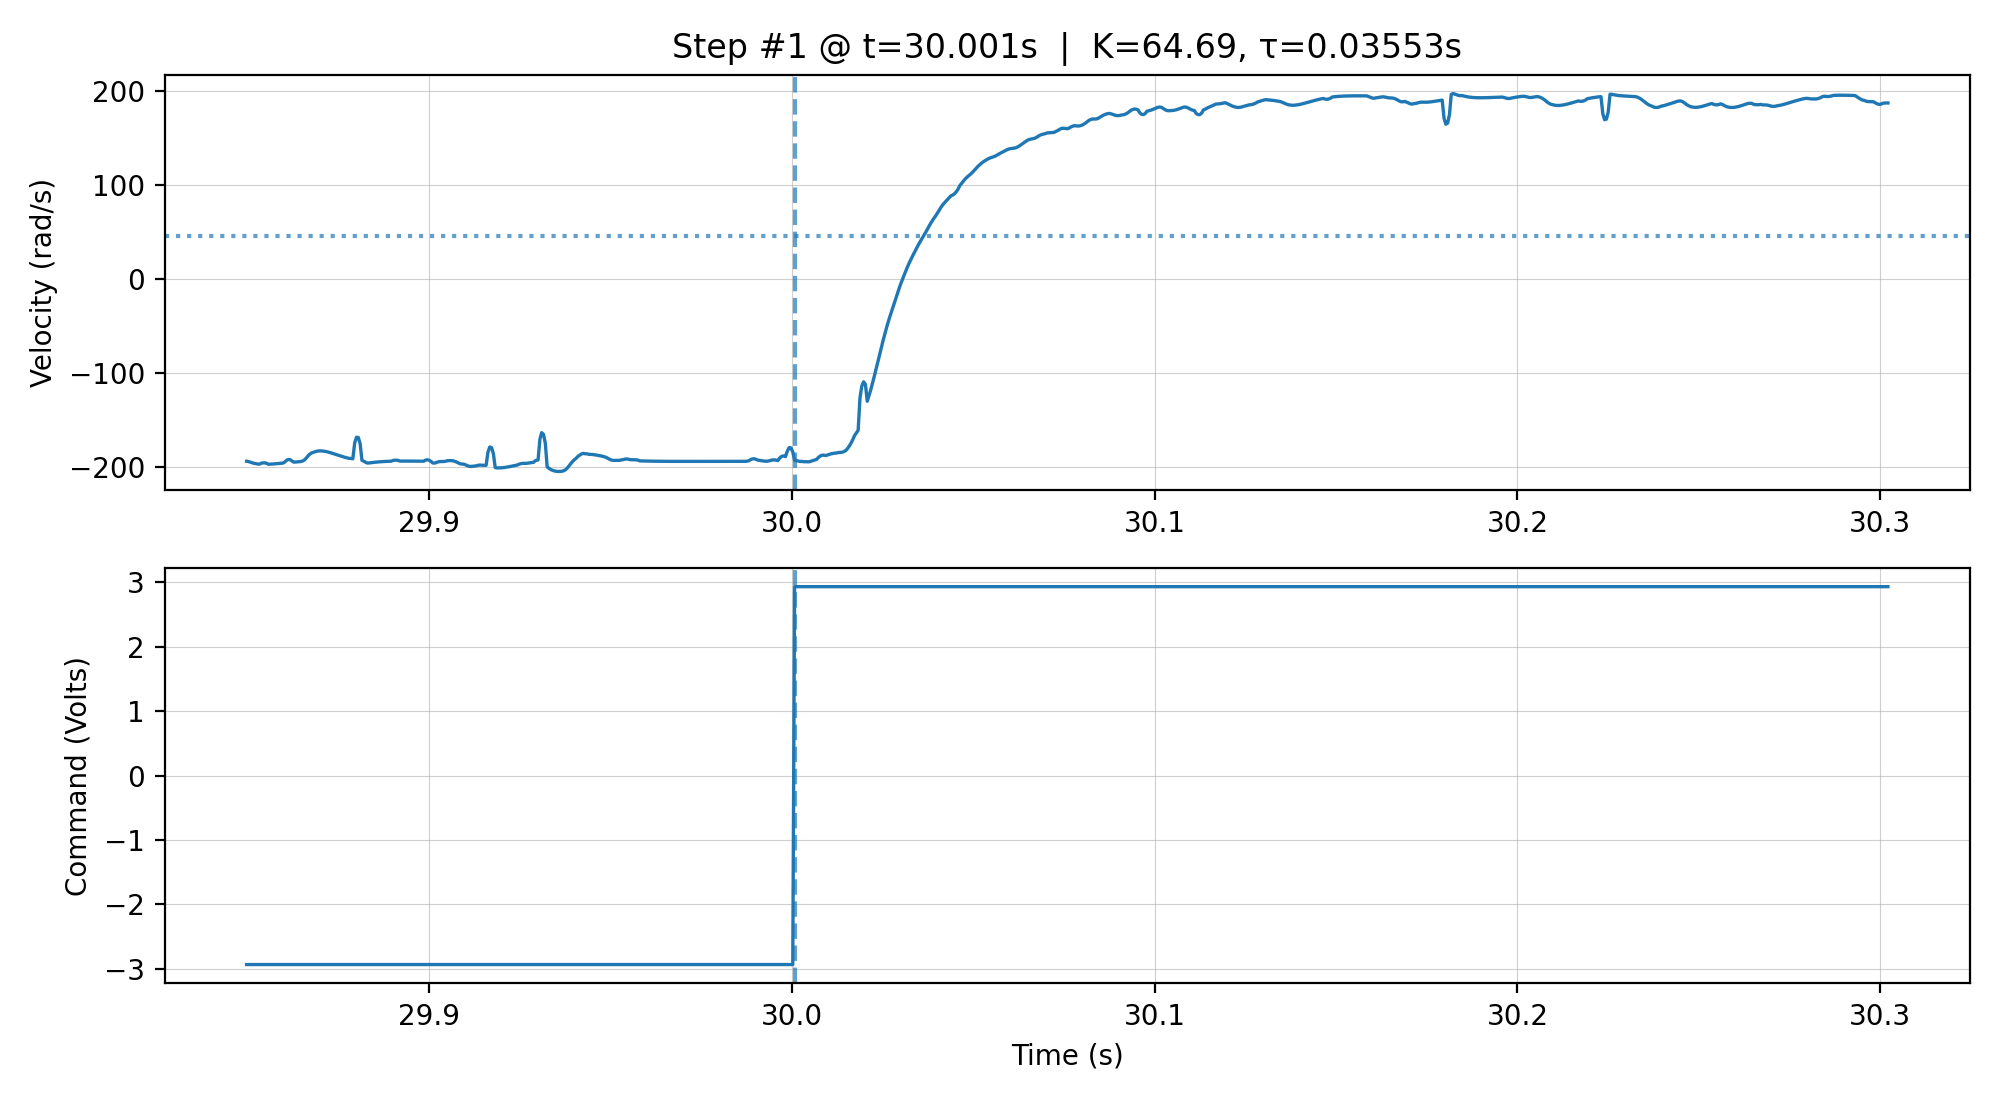 Step #1 @ t=30.001s | K=64.69, τ=0.03553s
Velocity (rad/s)
200
100
0
−100
−200
29.9 30.0 30.1 30.2 30.3
Command (Volts)
3
2
1
0
−1
−2
−3
29.9 30.0 30.1 30.2 30.3
Time (s)